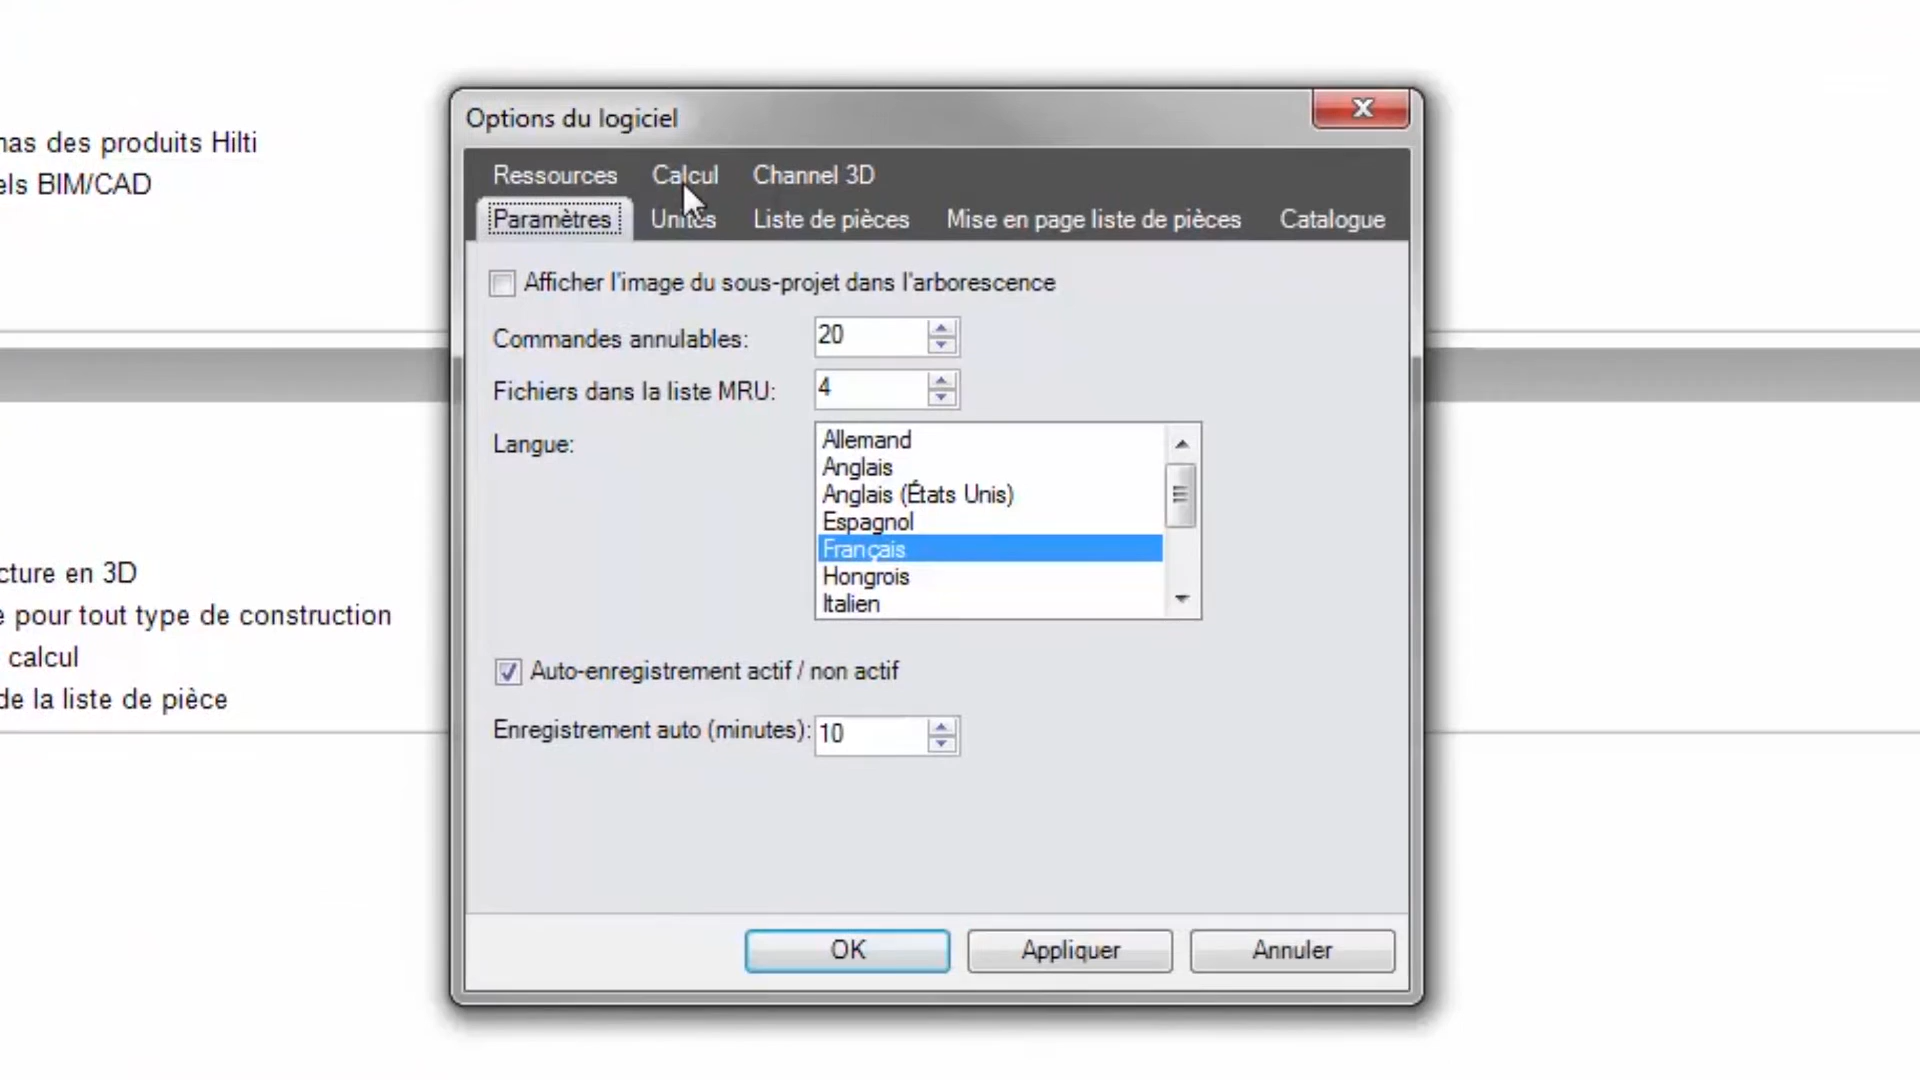 Options du logiciel
nas des produits Hilti
els BIM/CAD
Ressources Calcul Channel 3D
Paramètres Unités Liste de pièces Mise en page liste de pièces Catalogue
Afficher l'image du sous-projet dans l'arborescence
Commandes annulables: 20
Fichiers dans la liste MRU: 4
Langue:
Allemand
Anglais
Anglais (États Unis)
Espagnol
Français
Hongrois
Italien
cture en 3D
e pour tout type de construction
calcul
de la liste de pièce
Auto-enregistrement actif / non actif
Enregistrement auto (minutes): 10
OK Appliquer Annuler